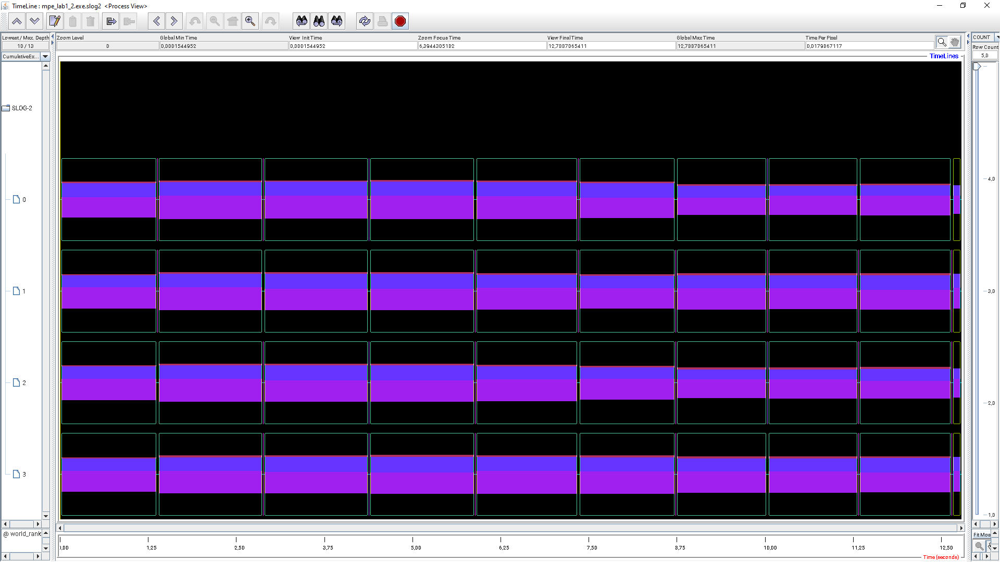 TimeLine : mpe_lab1_2.exe.slog2 <Process View>
Lowest / Max. Depth
Zoom Level
Global Min Time
View Init Time
Zoom Focus Time
View Final Time
Global Max Time
Time Per Pixel
COUNT
10 / 13
0
0,0001544952
0,0001544952
6,3944305182
12,7887065411
12,7887065411
0,0179867117
Row Count
CumulativeEx...
5,0
TimeLines
SLOG-2
0
1
2
3
4,0
3,0
2,0
1,0
@ world_rank
Fit Mos
0,00
1,25
2,50
3,75
5,00
6,25
7,50
8,75
10,00
11,25
12,50
Time (seconds)